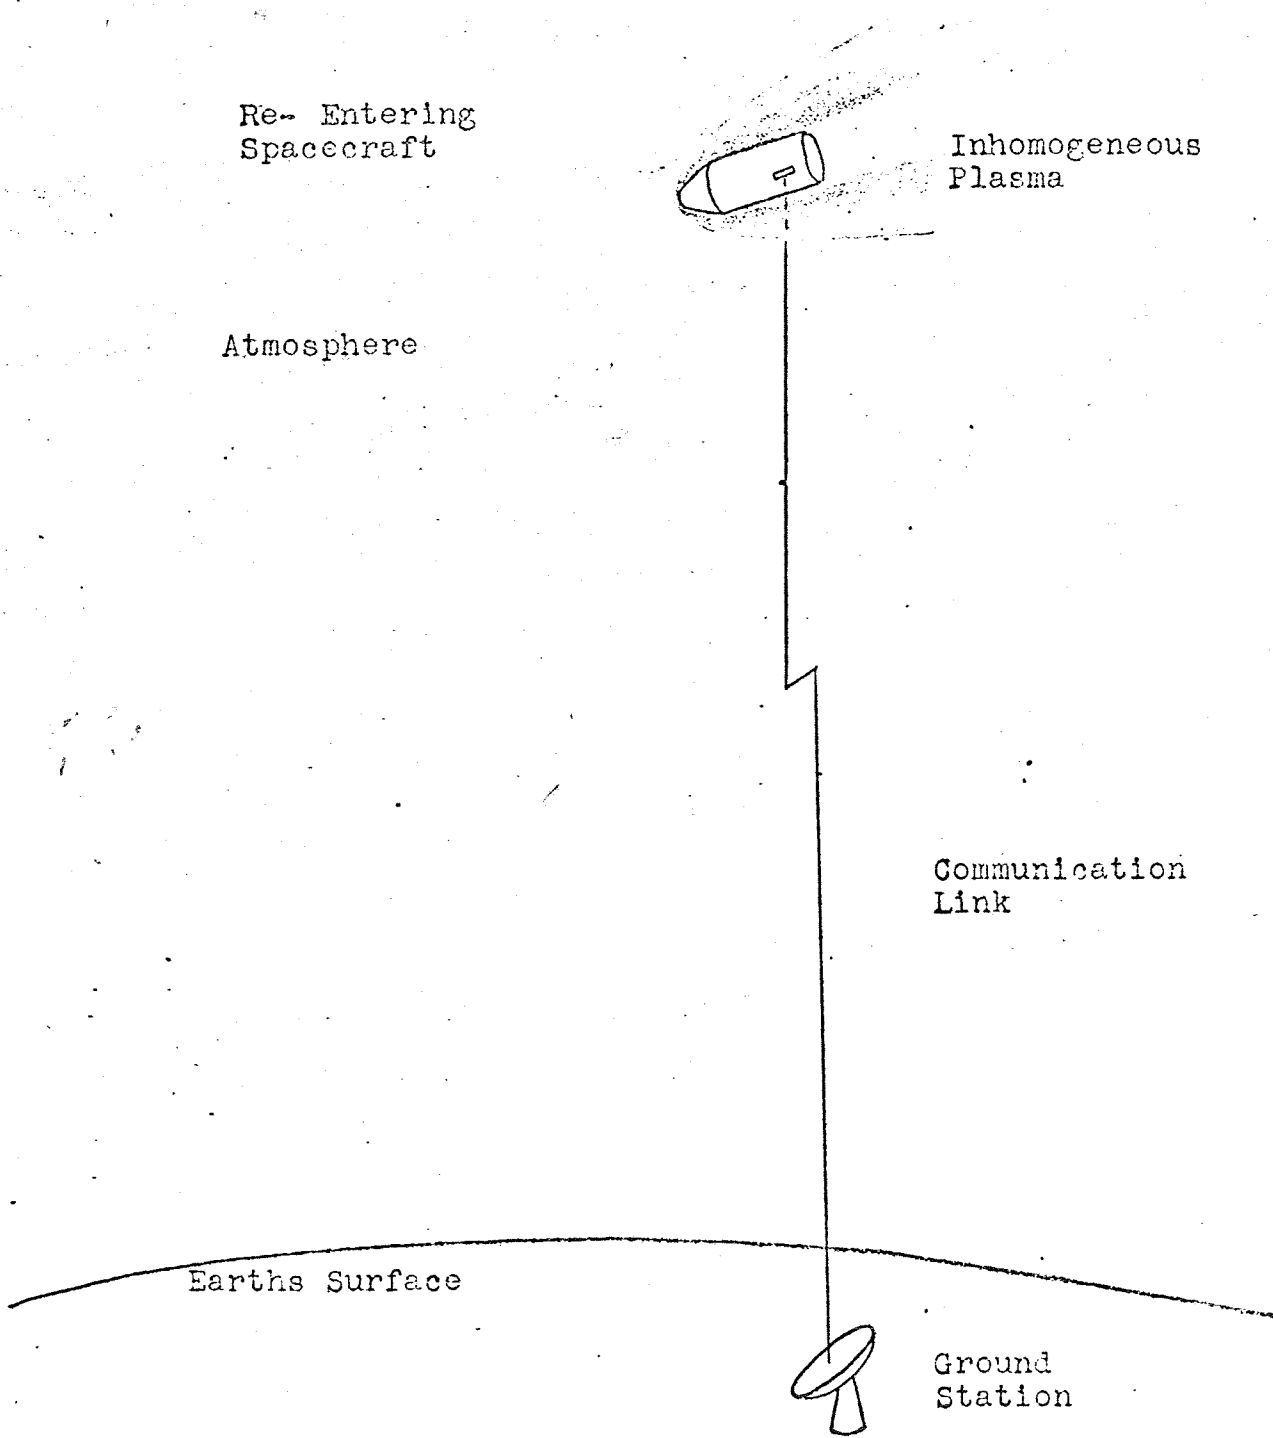 Re- Entering
Spacecraft
Inhomogeneous
Plasma
Atmosphere
Communication
Link
Earths Surface
Ground
Station